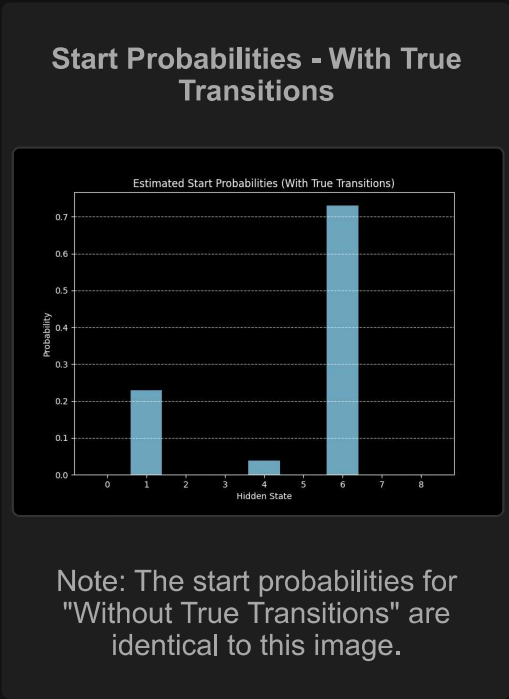 Start Probabilities - With True
Transitions
Estimated Start Probabilities (With True Transitions)
0.7
0.6
0.5
0.4
0.3
0.2
0.1
0.0
Probability
0 1 2 3 4 5 6 7 8
Hidden State
Note: The start probabilities for
"Without True Transitions" are
identical to this image.